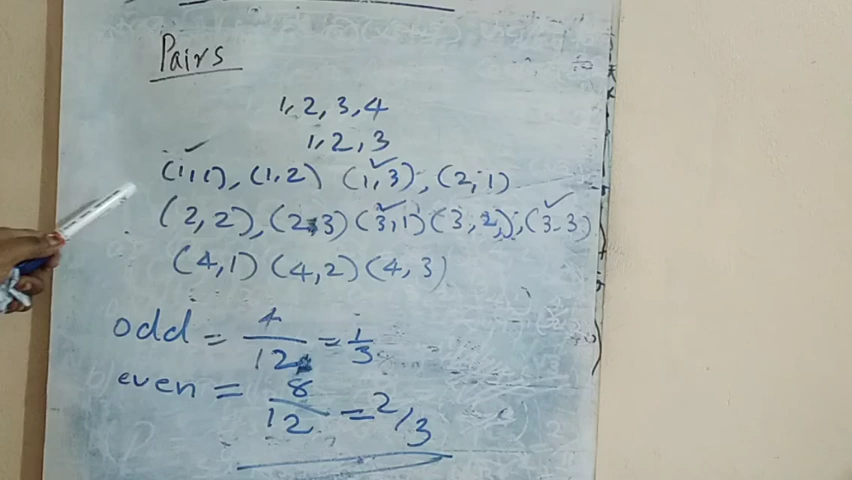 Pairs
1, 2, 3, 4
1, 2, 3
(1,1), (1,2) (1,3), (2,1)
(2,2), (2,3) (3,1) (3,2), (3,3)
(4,1) (4,2) (4,3)
odd = 4/12 = 1/3
even = 8/12 = 2/3